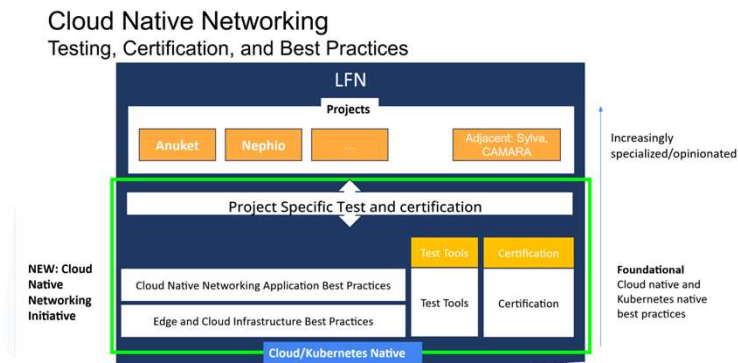 Cloud Native Networking
Testing, Certification, and Best Practices
LFN
Projects
Anuket
Nephio
...
Adjacent: Sylva,
CAMARA
Increasingly
specialized/opinionated
Project Specific Test and certification
NEW: Cloud
Native
Networking
Initiative
Test Tools
Certification
Cloud Native Networking Application Best Practices
Edge and Cloud Infrastructure Best Practices
Test Tools
Certification
Foundational
Cloud native and
Kubernetes native
best practices
Cloud/Kubernetes Native